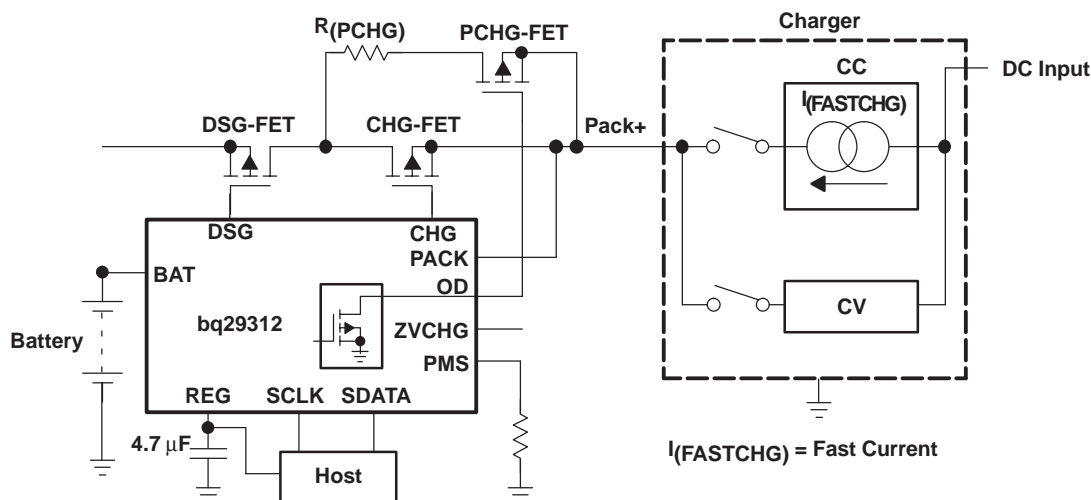 Charger
R(PCHG)
PCHG-FET
CC
DC Input
I(FASTCHG)
DSG-FET
CHG-FET
Pack+
DSG
CHG
PACK
BAT
OD
bq29312
ZVCHG
CV
Battery
PMS
REG
SCLK
SDATA
4.7 μF
Host
I(FASTCHG) = Fast Current